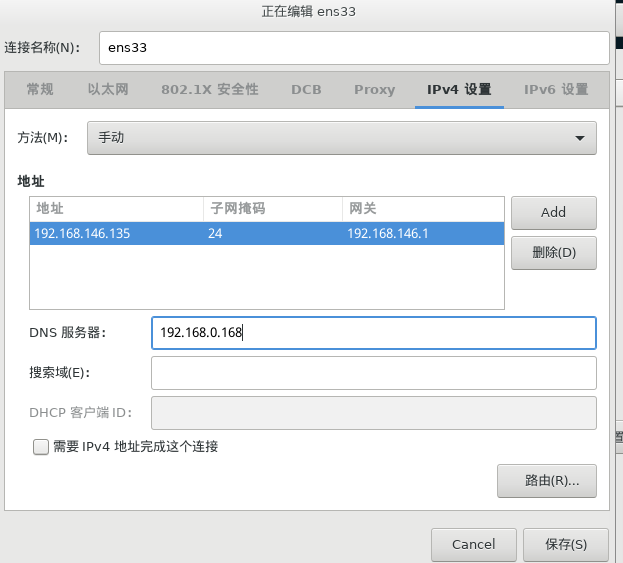 正在编辑 ens33
连接名称(N): ens33
常规 以太网 802.1X 安全性 DCB Proxy IPv4 设置 IPv6 设置
方法(M): 手动
地址
地址 子网掩码 网关 Add
192.168.146.135 24 192.168.146.1
删除(D)
DNS 服务器: 192.168.0.168
搜索域(E):
DHCP 客户端 ID:
需要 IPv4 地址完成这个连接
路由(R)...
Cancel 保存(S)